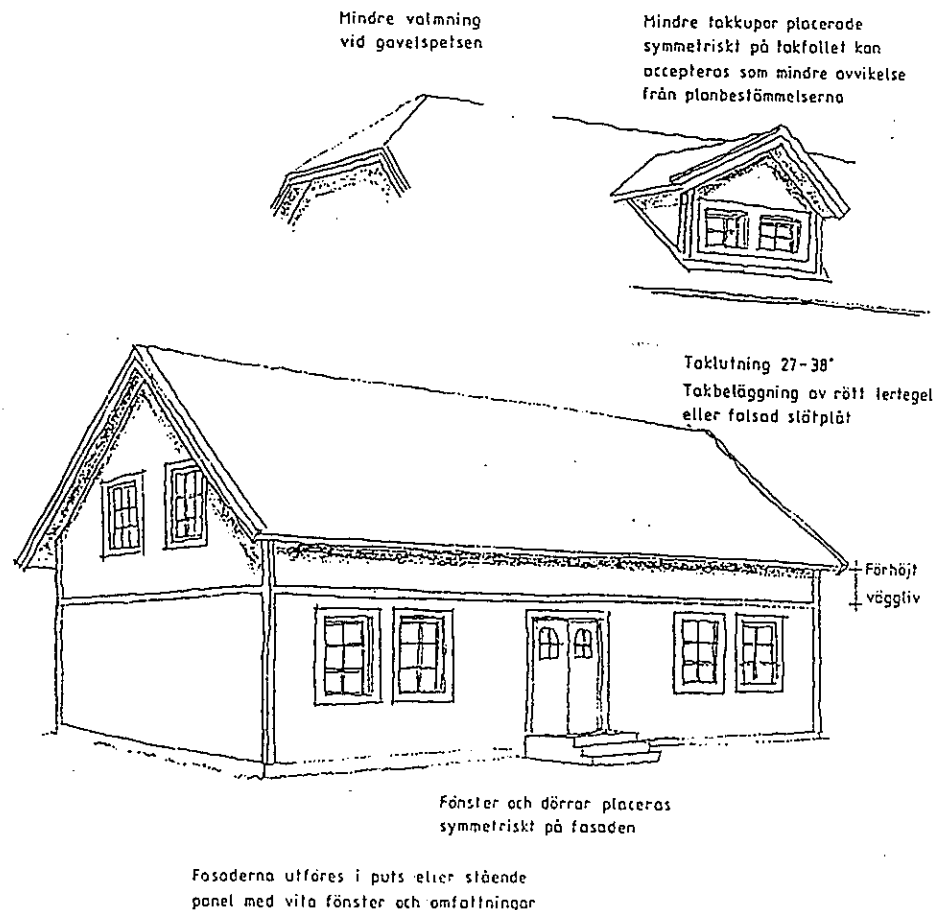 Mindre valmning
vid gavelspetsen
Mindre takkupor placerade
symmetriskt på takfallet kan
accepteras som mindre avvikelse
från planbestämmelserna
Taklutning 27-38°
Takbeläggning av rött lertegel
eller falsad slätplåt
Förhöjt
väggliv
Fönster och dörrar placeras
symmetriskt på fasaden
Fasaderna utföres i puts eller stående
panel med vita fönster och omfattningar